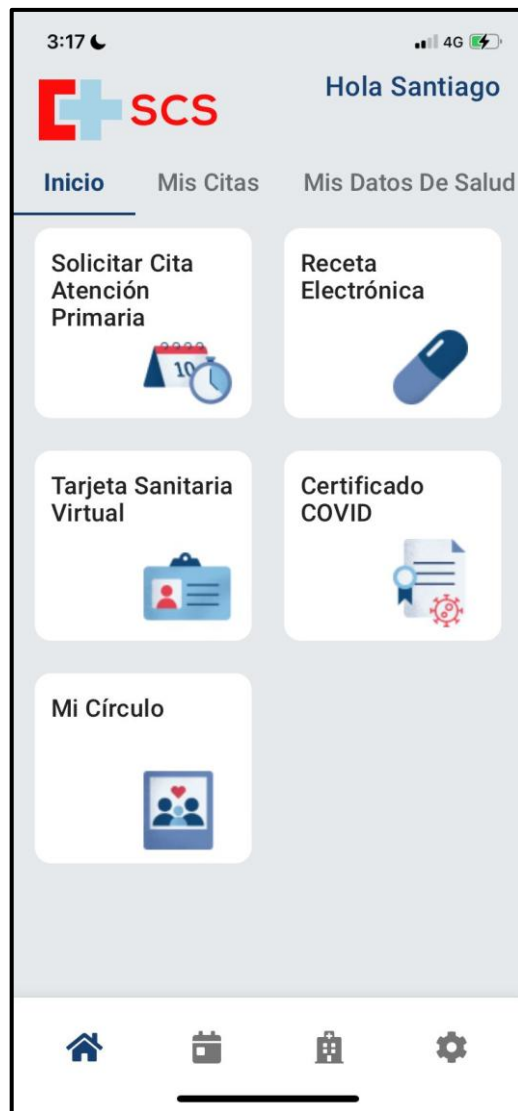 3:17
4G
SCS
Hola Santiago
Inicio
Mis Citas
Mis Datos De Salud
Solicitar Cita
Atención
Primaria
10
Receta
Electrónica
Tarjeta Sanitaria
Virtual
Certificado
COVID
Mi Círculo